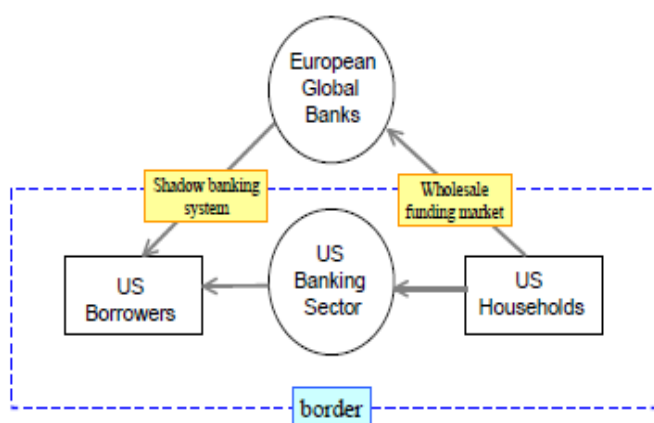 European
Global
Banks
Shadow banking
system
Wholesale
funding market
US
Borrowers
US
Banking
Sector
US
Households
border